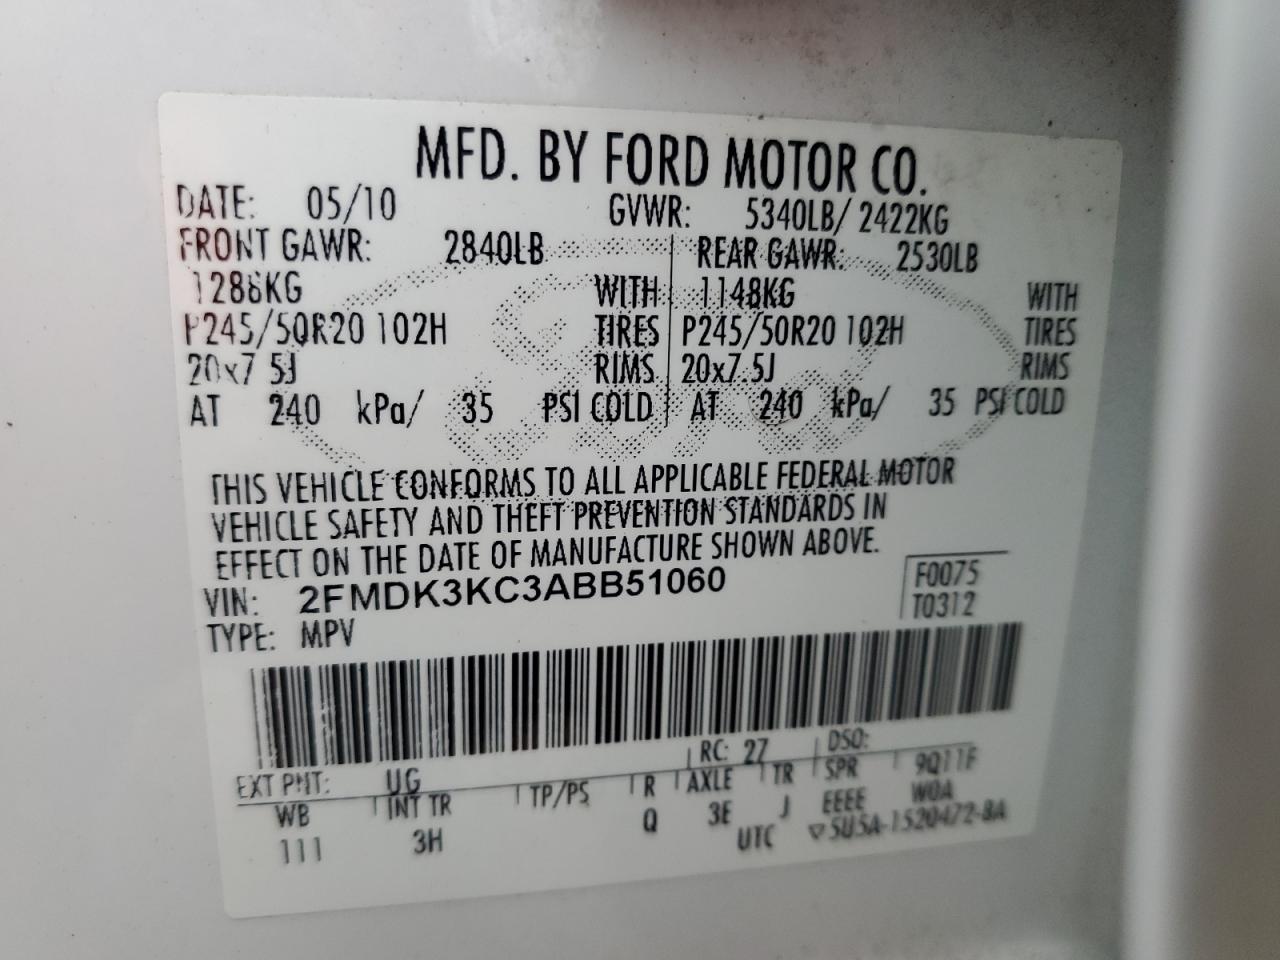 MFD. BY FORD MOTOR CO.
DATE: 05/10 GVWR: 5340LB/ 2422KG
FRONT GAWR: 2840LB REAR GAWR: 2530LB
1288KG WITH 1148KG WITH
P245/50R20 102H TIRES P245/50R20 102H TIRES
20x7.5J RIMS 20x7.5J RIMS
AT 240 kPa/ 35 PSI COLD AT 240 kPa/ 35 PSI COLD
THIS VEHICLE CONFORMS TO ALL APPLICABLE FEDERAL MOTOR
VEHICLE SAFETY AND THEFT PREVENTION STANDARDS IN
EFFECT ON THE DATE OF MANUFACTURE SHOWN ABOVE.
VIN: 2FMDK3KC3ABB51060 F0075
TYPE: MPV T0312
EXT PNT: UG RC: 27 DSO:
WB INT TR TP/PS R AXLE TR SPR 9Q11F
111 3H Q 3E J EEEE W0A
UTC ▽5U5A-1520472-BA